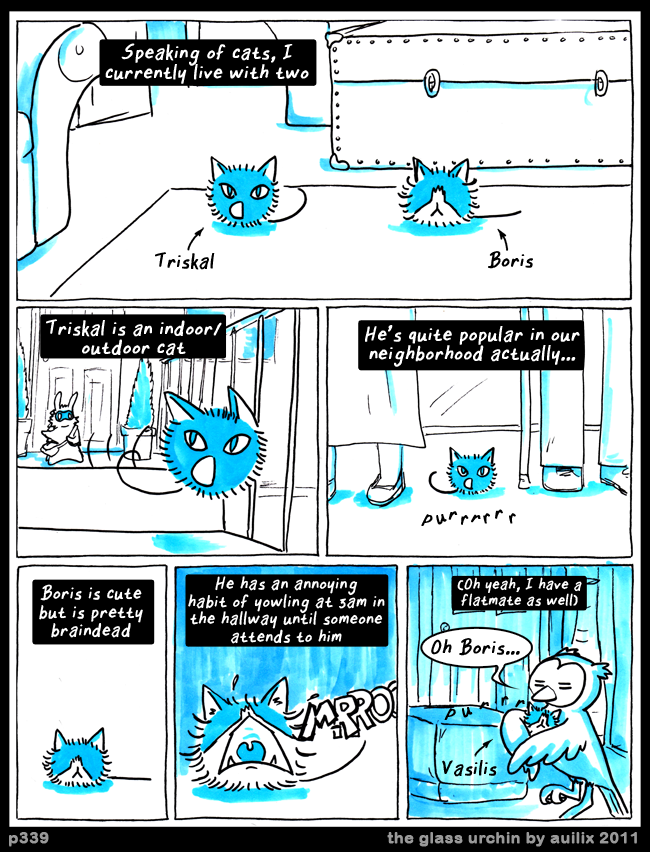 Speaking of cats, I
currently live with two
Triskal
Boris
Triskal is an indoor/
outdoor cat
He's quite popular in our
neighborhood actually...
purrrrrr
Boris is cute
but is pretty
braindead
He has an annoying
habit of yowling at 3am in
the hallway until someone
attends to him
MRROO
(Oh yeah, I have a
flatmate as well)
Oh Boris...
purrr
Vasilis
p339
the glass urchin by auilix 2011